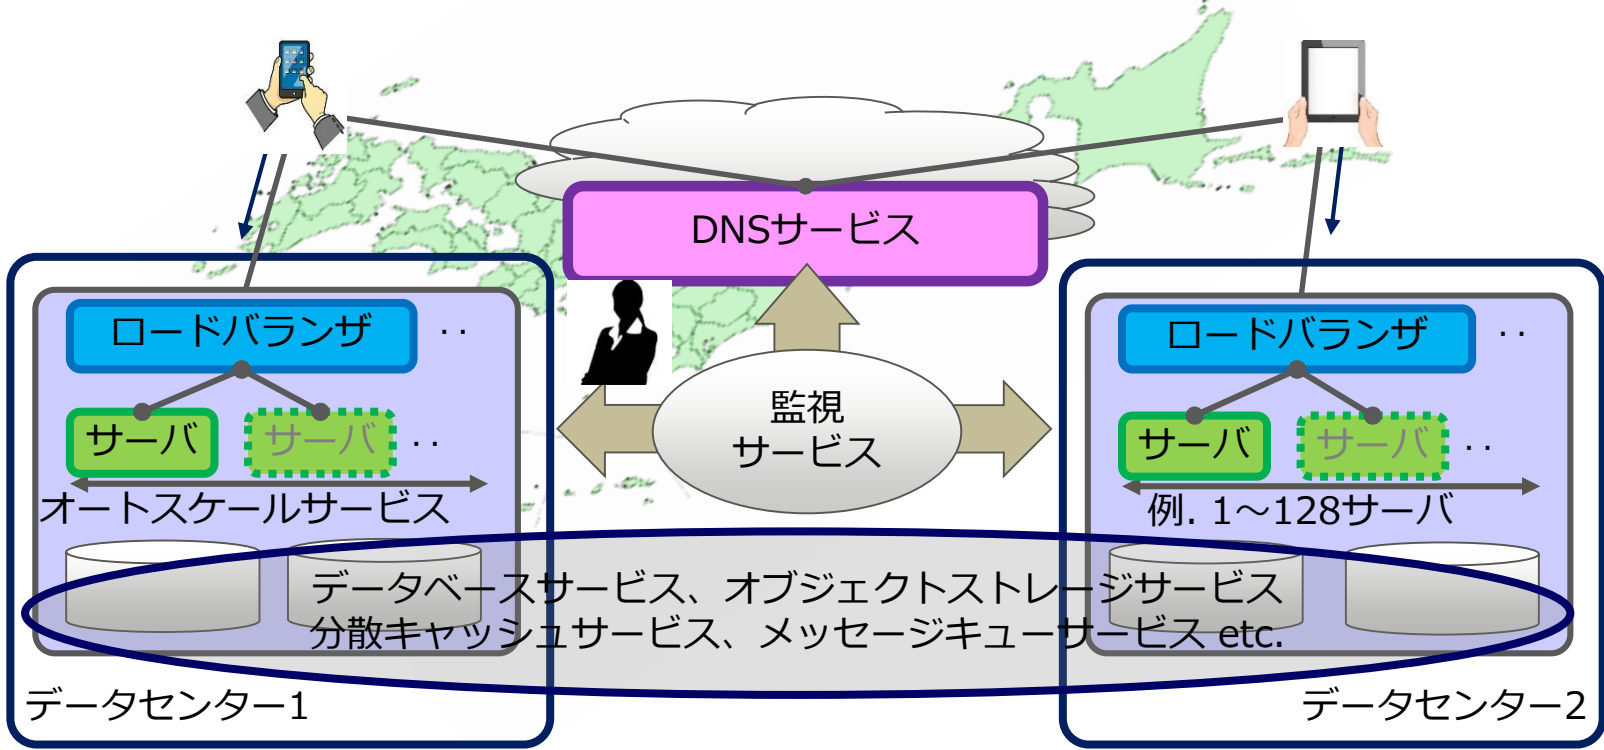 DNSサービス
ロードバランサ
‥
サーバ
サーバ
‥
オートスケールサービス
監視
サービス
ロードバランサ
‥
サーバ
サーバ
‥
例. 1～128サーバ
データベースサービス、オブジェクトストレージサービス
分散キャッシュサービス、メッセージキューサービス etc.
データセンター1
データセンター2